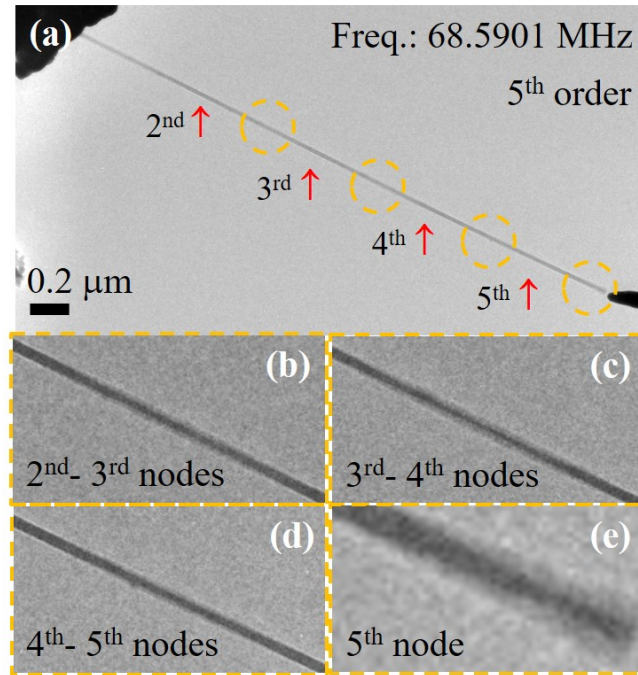 (a)
Freq.: 68.5901 MHz
5th order
2nd ↑
3rd ↑
4th ↑
5th ↑
0.2 μm
(b)
2nd- 3rd nodes
(c)
3rd- 4th nodes
(d)
4th- 5th nodes
(e)
5th node